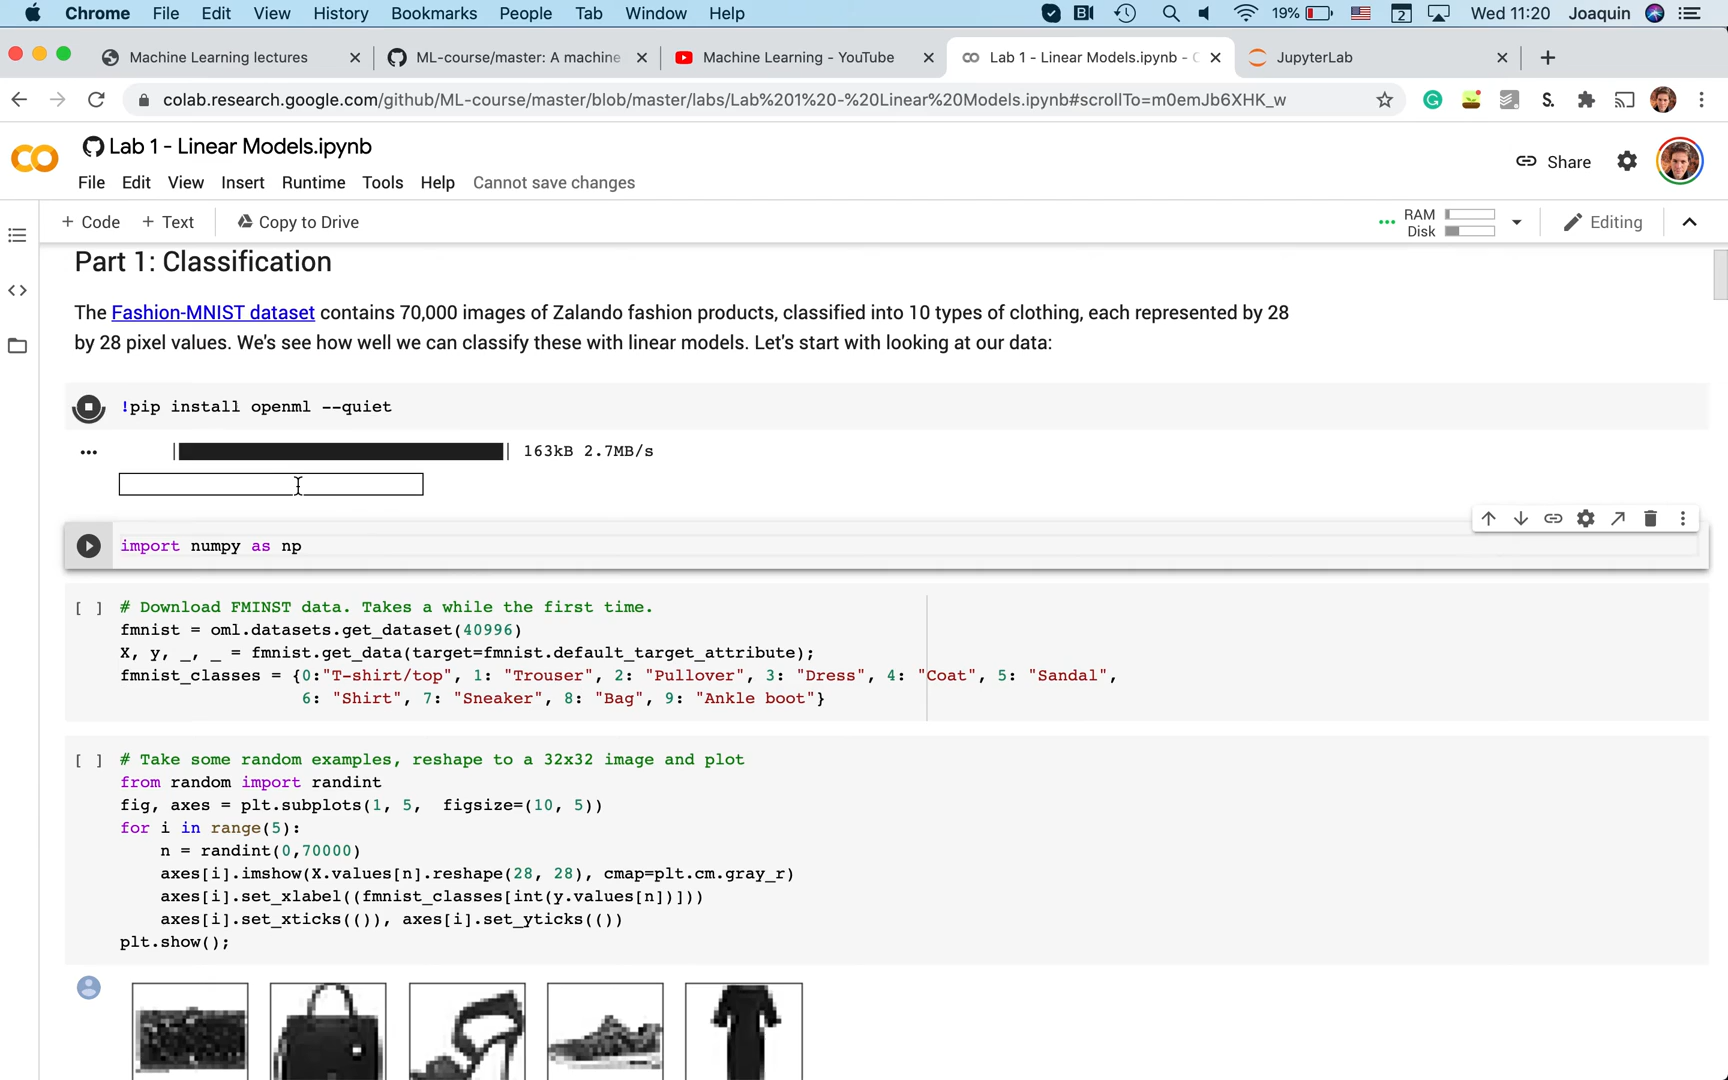 Chrome File Edit View History Bookmarks People Tab Window Help 19% 2 Wed 11:20 Joaquin
Machine Learning lectures ML-course/master: A machine Machine Learning - YouTube Lab 1 - Linear Models.ipynb - C JupyterLab
colab.research.google.com/github/ML-course/master/blob/master/labs/Lab%201%20-%20Linear%20Models.ipynb#scrollTo=m0emJb6XHK_w
Lab 1 - Linear Models.ipynb
Share
File Edit View Insert Runtime Tools Help Cannot save changes
+ Code + Text Copy to Drive RAM Editing
Disk
Part 1: Classification
The Fashion-MNIST dataset contains 70,000 images of Zalando fashion products, classified into 10 types of clothing, each represented by 28
by 28 pixel values. We's see how well we can classify these with linear models. Let's start with looking at our data:
!pip install openml --quiet
163kB 2.7MB/s
import numpy as np
[ ] # Download FMINST data. Takes a while the first time.
fmnist = oml.datasets.get_dataset(40996)
X, y, _, _ = fmnist.get_data(target=fmnist.default_target_attribute);
fmnist_classes = {0:"T-shirt/top", 1: "Trouser", 2: "Pullover", 3: "Dress", 4: "Coat", 5: "Sandal",
6: "Shirt", 7: "Sneaker", 8: "Bag", 9: "Ankle boot"}
[ ] # Take some random examples, reshape to a 32x32 image and plot
from random import randint
fig, axes = plt.subplots(1, 5,  figsize=(10, 5))
for i in range(5):
n = randint(0,70000)
axes[i].imshow(X.values[n].reshape(28, 28), cmap=plt.cm.gray_r)
axes[i].set_xlabel((fmnist_classes[int(y.values[n])]))
axes[i].set_xticks(()), axes[i].set_yticks(())
plt.show();